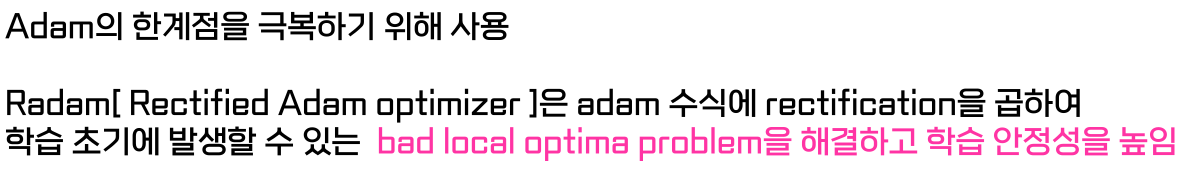 Adam의 한계점을 극복하기 위해 사용
Radam[ Rectified Adam optimizer ]은 adam 수식에 rectification을 곱하여
학습 초기에 발생할 수 있는 bad local optima problem을 해결하고 학습 안정성을 높임